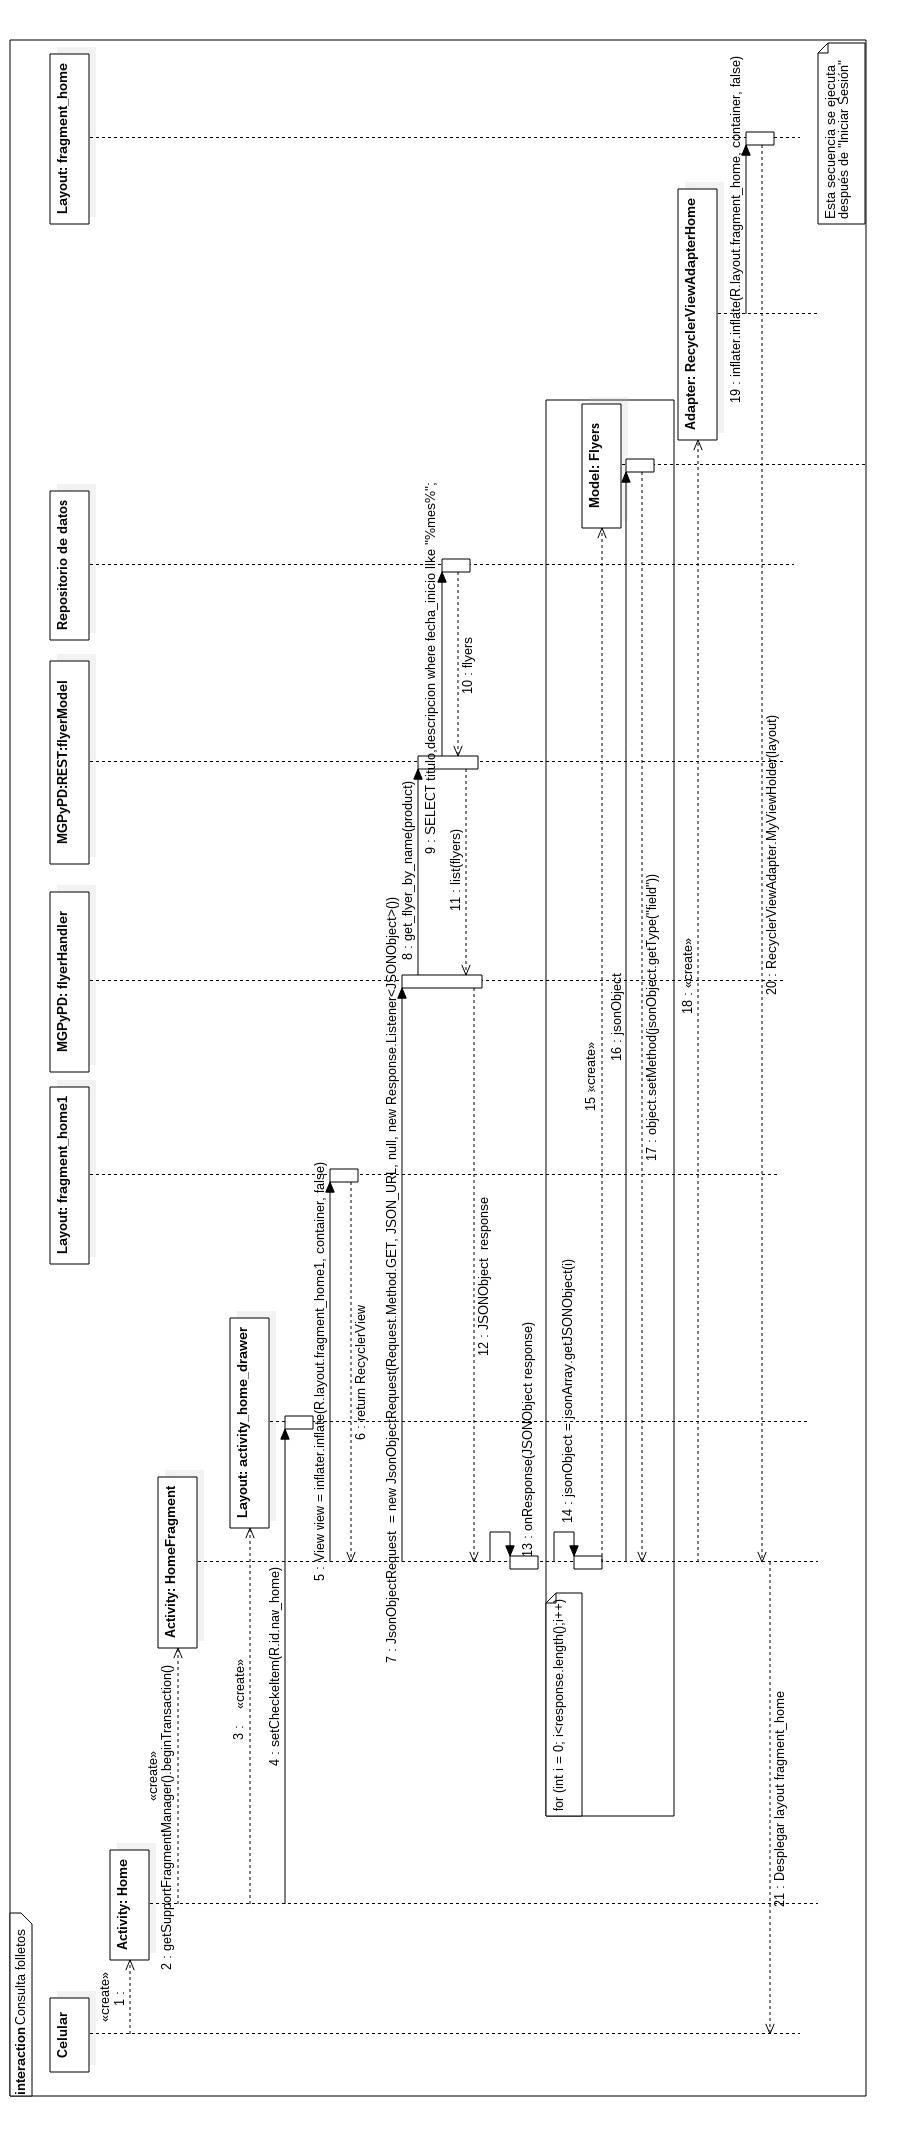 interaction Consulta folletos
Celular
Activity: Home
Activity: HomeFragment
Layout: activity_home_drawer
Layout: fragment_home1
MGPyPD: flyerHandler
MGPyPD:REST:flyerModel
Repositorio de datos
Model: Flyers
Adapter: RecyclerViewAdapterHome
Layout: fragment_home
«create»
1 :
«create»
2 : getSupportFragmentManager().beginTransaction()
3 : «create»
4 : setCheckeItem(R.id.nav_home)
5 : View view = inflater.inflate(R.layout.fragment_home1, container, false)
6 : return RecyclerView
7 : JsonObjectRequest = new JsonObjectRequest(Request.Method.GET, JSON_URL, null, new Response.Listener<JSONObject>())
8 : get_flyer_by_name(product)
9 : SELECT titulo,descripcion where fecha_inicio like "%mes%";
10 : flyers
11 : list(flyers)
12 : JSONObject response
13 : onResponse(JSONObject response)
for (int i = 0; i<response.length();i++)
14 : jsonObject = jsonArray.getJSONObject(i)
15 : «create»
16 : jsonObject
17 : object.setMethod(jsonObject.getType("field"))
18 : «create»
19 : inflater.inflate(R.layout.fragment_home, container, false)
20 : RecyclerViewAdapter.MyViewHolder(layout)
21 : Desplegar layout fragment_home
Esta secuencia se ejecuta
después de "Iniciar Sesión"